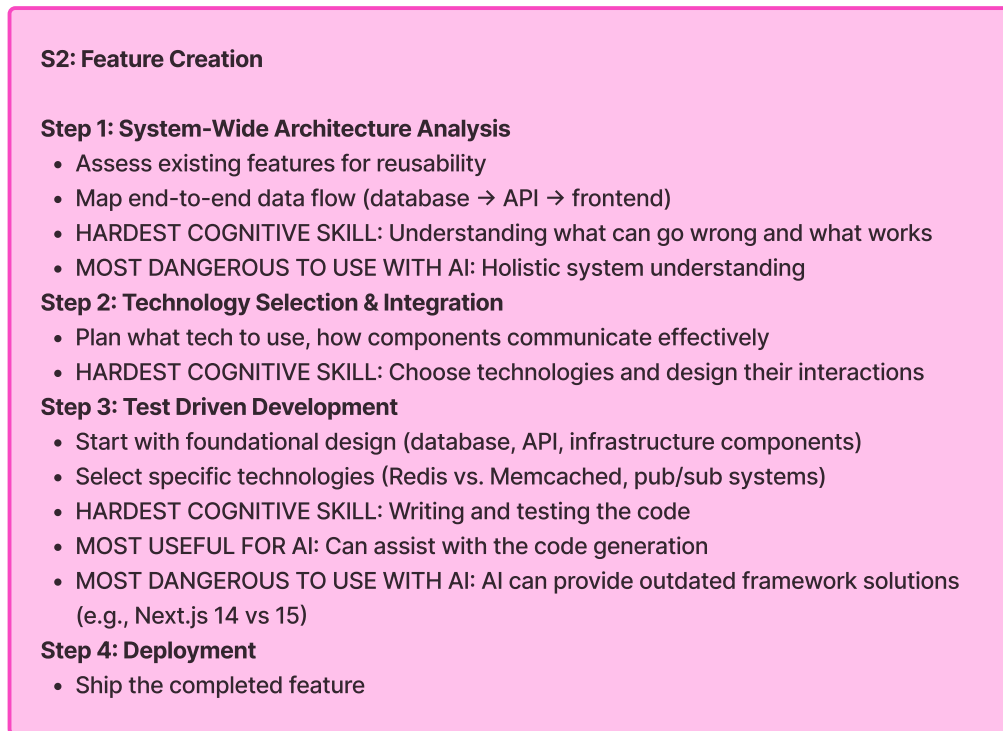 S2: Feature Creation
Step 1: System-Wide Architecture Analysis
• Assess existing features for reusability
• Map end-to-end data flow (database → API → frontend)
• HARDEST COGNITIVE SKILL: Understanding what can go wrong and what works
• MOST DANGEROUS TO USE WITH AI: Holistic system understanding
Step 2: Technology Selection & Integration
• Plan what tech to use, how components communicate effectively
• HARDEST COGNITIVE SKILL: Choose technologies and design their interactions
Step 3: Test Driven Development
• Start with foundational design (database, API, infrastructure components)
• Select specific technologies (Redis vs. Memcached, pub/sub systems)
• HARDEST COGNITIVE SKILL: Writing and testing the code
• MOST USEFUL FOR AI: Can assist with the code generation
• MOST DANGEROUS TO USE WITH AI: AI can provide outdated framework solutions
(e.g., Next.js 14 vs 15)
Step 4: Deployment
• Ship the completed feature